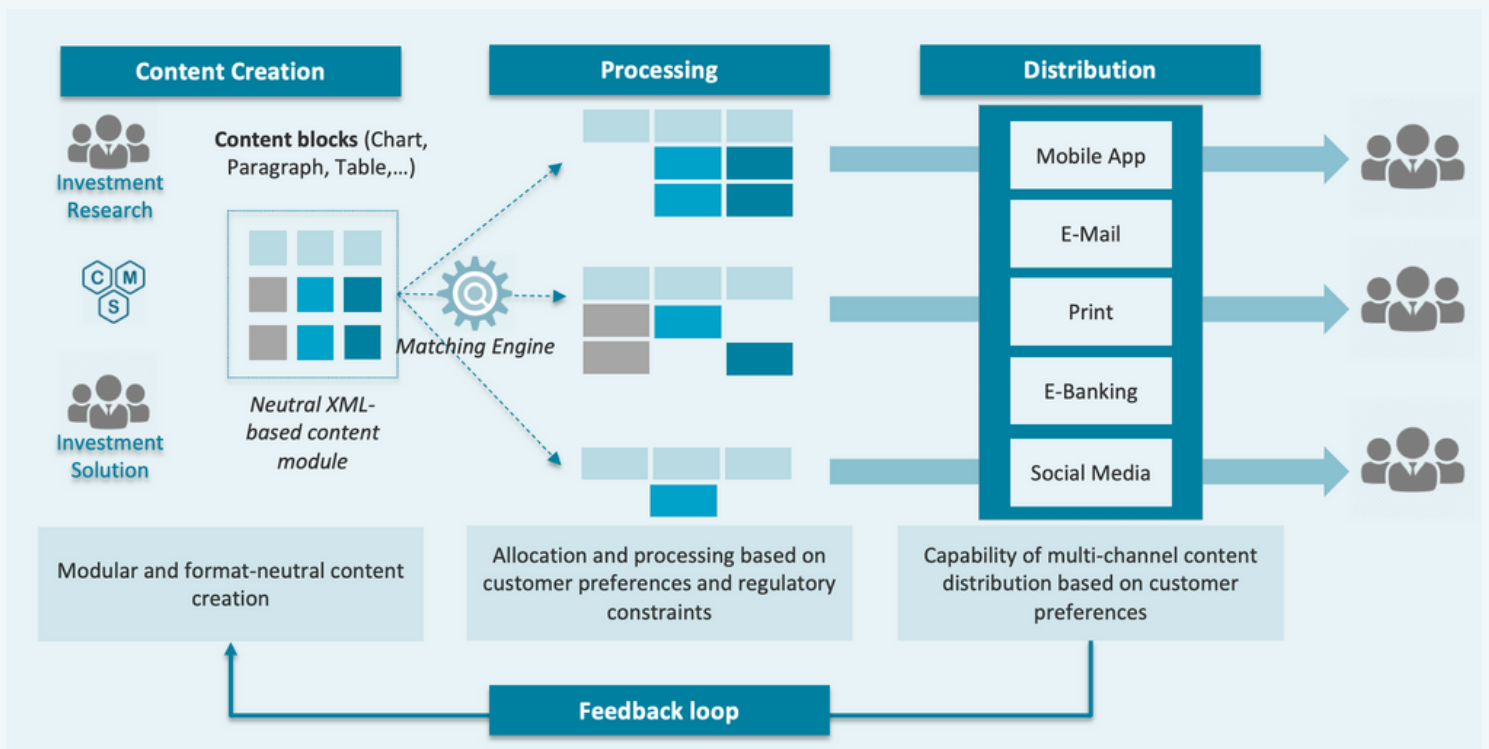 Content Creation
Processing
Distribution
Content blocks (Chart,
Paragraph, Table,...)
Investment
Research
C M
S
Investment
Solution
Neutral XML-
based content
module
Matching Engine
Mobile App
E-Mail
Print
E-Banking
Social Media
Modular and format-neutral content
creation
Allocation and processing based on
customer preferences and regulatory
constraints
Capability of multi-channel content
distribution based on customer
preferences
Feedback loop